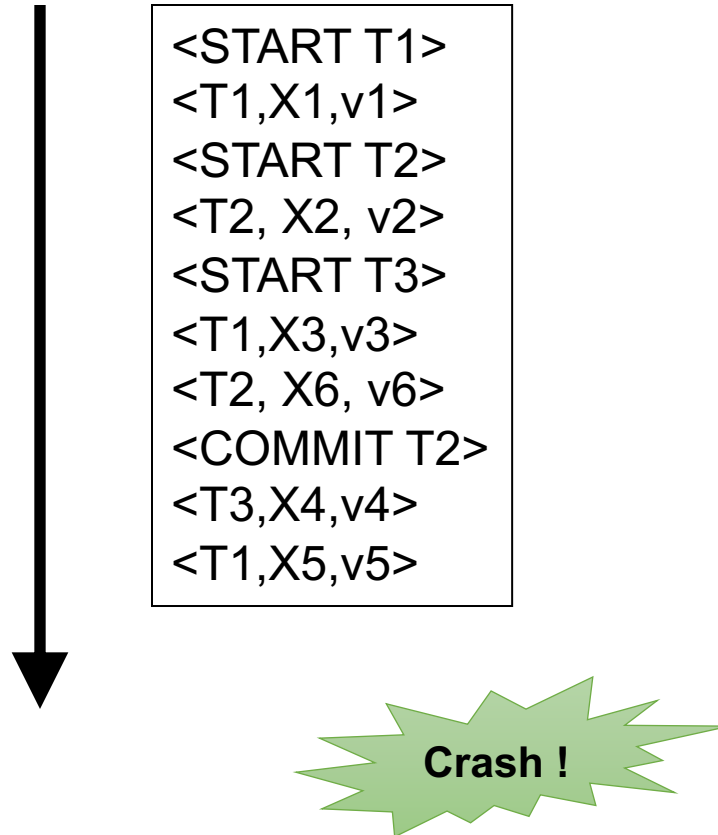 <START T1>
<T1,X1,v1>
<START T2>
<T2, X2, v2>
<START T3>
<T1,X3,v3>
<T2, X6, v6>
<COMMIT T2>
<T3,X4,v4>
<T1,X5,v5>
Crash !